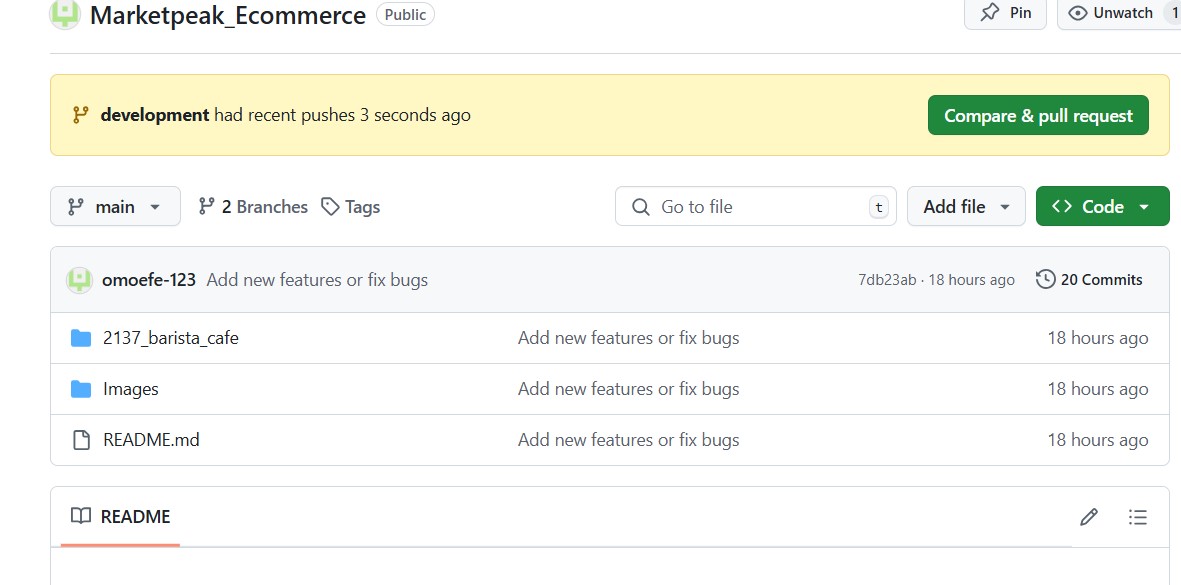 Marketpeak_Ecommerce Public Pin Unwatch 1
development had recent pushes 3 seconds ago Compare & pull request
main 2 Branches Tags Go to file t Add file Code
omoefe-123 Add new features or fix bugs 7db23ab · 18 hours ago 20 Commits
2137_barista_cafe Add new features or fix bugs 18 hours ago
Images Add new features or fix bugs 18 hours ago
README.md Add new features or fix bugs 18 hours ago
README